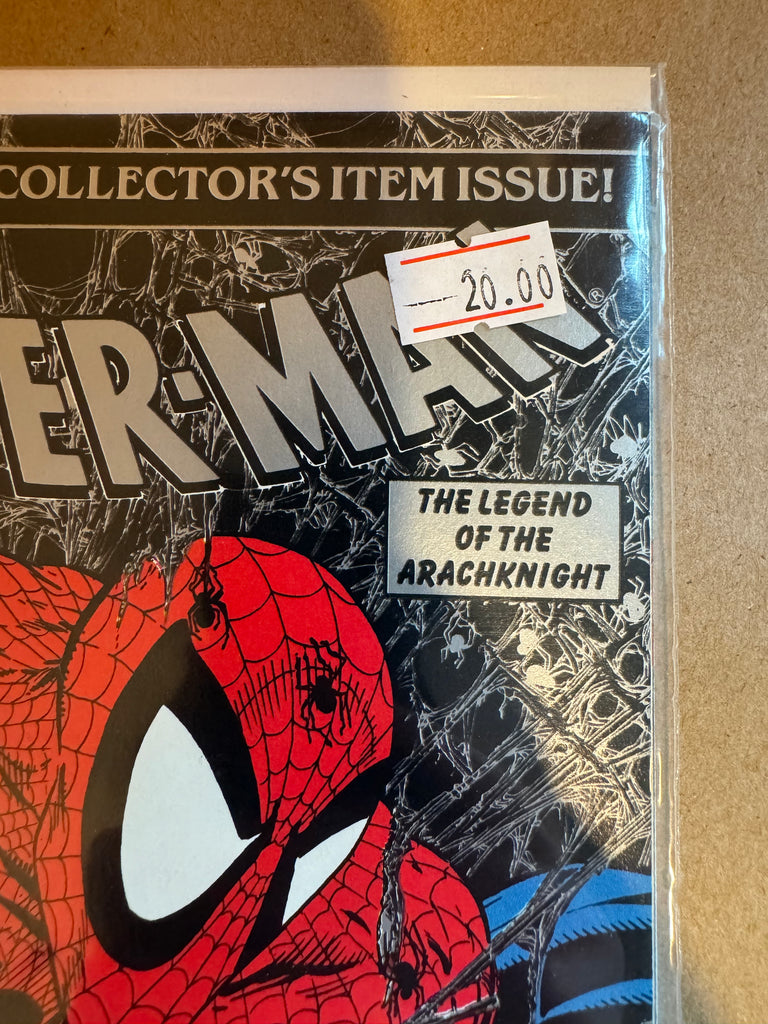 COLLECTOR'S ITEM ISSUE!
20.00
ER-MAN
®
THE LEGEND
OF THE
ARACHKNIGHT